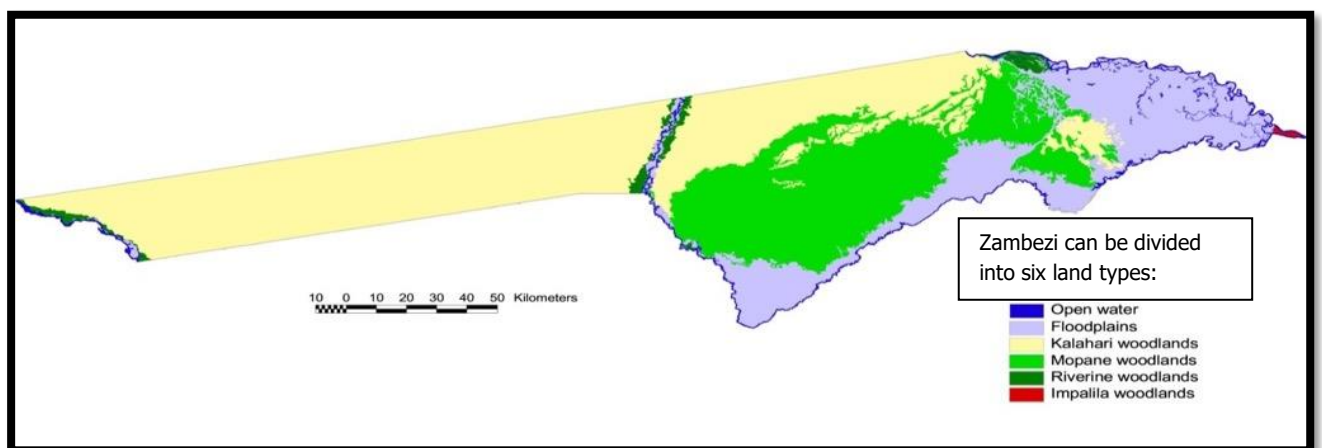 Zambezi can be divided
into six land types:
10 0 10 20 30 40 50 Kilometers
Open water
Floodplains
Kalahari woodlands
Mopane woodlands
Riverine woodlands
Impalila woodlands